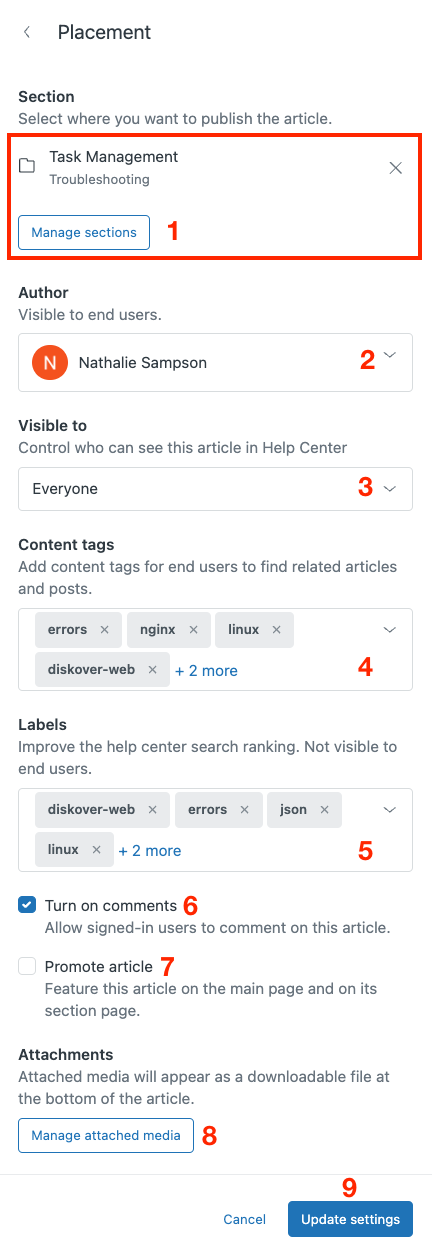 Placement
Section
Select where you want to publish the article.
Task Management
Troubleshooting
Manage sections 1
Author
Visible to end users.
N Nathalie Sampson 2
Visible to
Control who can see this article in Help Center
Everyone 3
Content tags
Add content tags for end users to find related articles
and posts.
errors × nginx × linux ×
diskover-web × + 2 more 4
Labels
Improve the help center search ranking. Not visible to
end users.
diskover-web × errors × json ×
linux × + 2 more 5
Turn on comments 6
Allow signed-in users to comment on this article.
Promote article 7
Feature this article on the main page and on its
section page.
Attachments
Attached media will appear as a downloadable file at
the bottom of the article.
Manage attached media 8
9
Cancel Update settings